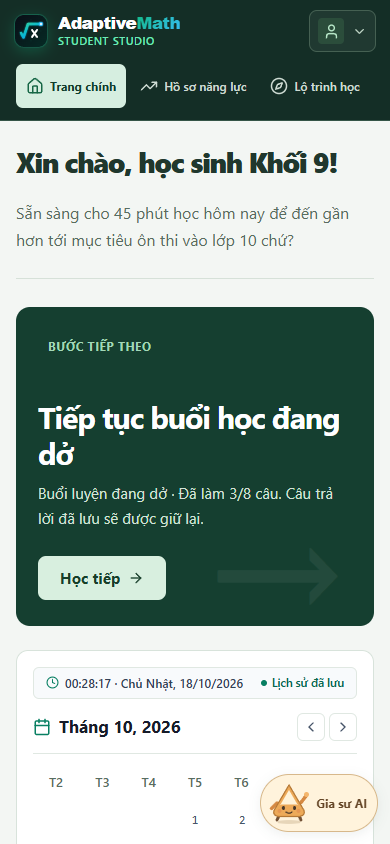 AdaptiveMath
STUDENT STUDIO
Trang chính
Hồ sơ năng lực
Lộ trình học
Xin chào, học sinh Khối 9!
Sẵn sàng cho 45 phút học hôm nay để đến gần
hơn tới mục tiêu ôn thi vào lớp 10 chứ?
BƯỚC TIẾP THEO
Tiếp tục buổi học đang
dở
Buổi luyện đang dở · Đã làm 3/8 câu. Câu trả
lời đã lưu sẽ được giữ lại.
Học tiếp →
00:28:17 · Chủ Nhật, 18/10/2026
Lịch sử đã lưu
Tháng 10, 2026
T2 T3 T4 T5 T6
1 2
Gia sư AI